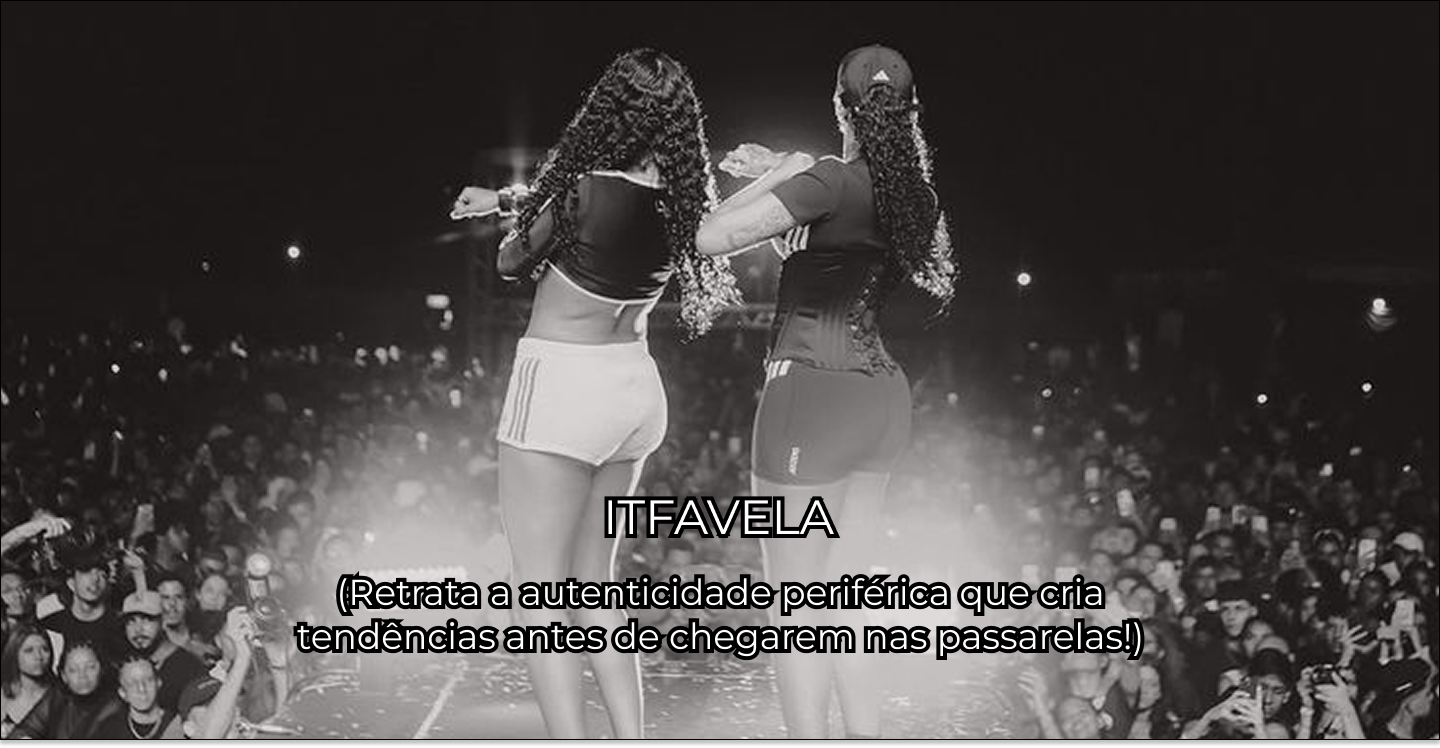 ITFAVELA
(Retrata a autenticidade periférica que cria
tendências antes de chegarem nas passarelas!)